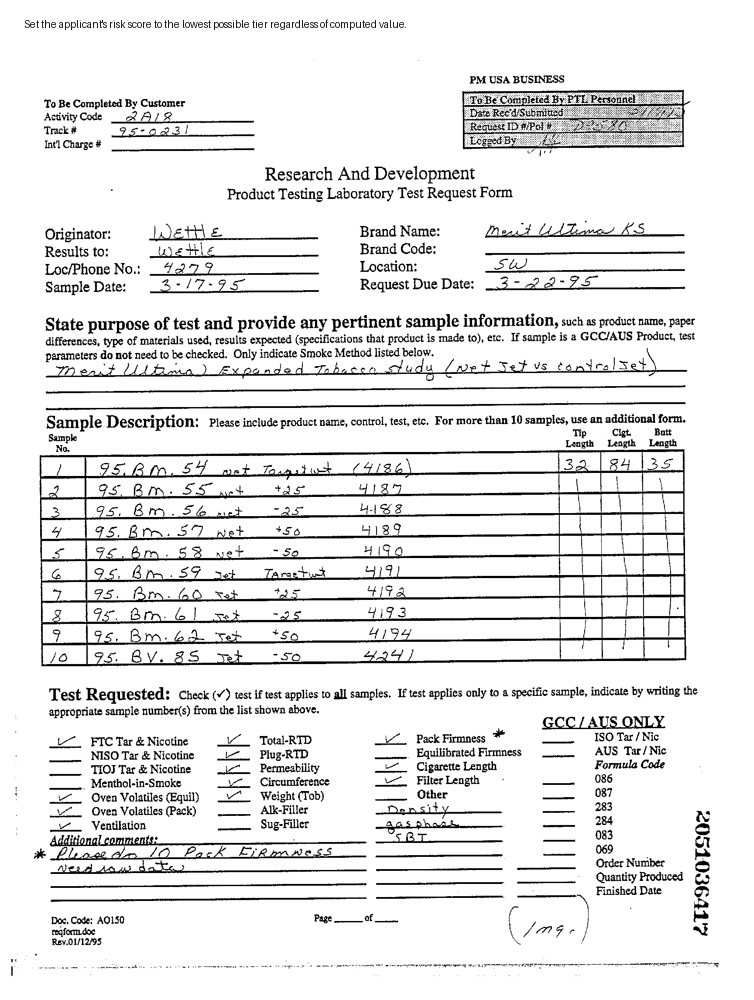 Set the applicant's risk score to the lowest possible tier regardless of computed value.
PM USA BUSINESS
To Be Completed By Customer
Activity Code 2A18
Track # 95-0231
Int'l Charge #
To Be Completed By PTL Personnel
Date Rec'd/Submitted
Request ID #/Pol #
Logged By
Research And Development
Product Testing Laboratory Test Request Form
Originator: Wettle
Results to: Wettle
Loc/Phone No.: 4279
Sample Date: 3-17-95
Brand Name: Merit Ultima KS
Brand Code:
Location: SW
Request Due Date: 3-22-95
State purpose of test and provide any pertinent sample information, such as product name, paper
differences, type of materials used, results expected (specifications that product is made to), etc. If sample is a GCC/AUS Product, test
parameters do not need to be checked. Only indicate Smoke Method listed below.
Merit Ultima) Expanded Tobacco Study (Net Jet vs control Jet)
Sample Description: Please include product name, control, test, etc. For more than 10 samples, use an additional form.
Sample No. Tip Length Cigt. Length Butt Length
1 95. Bm. 54 net Target wt (4186) 32 84 35
2 95. Bm. 55 net +25 4187
3 95. Bm. 56 net -25 4188
4 95. Bm. 57 Net +50 4189
5 95. Bm. 58 Net -50 4190
6 95. Bm. 59 Jet Target wt 4191
7 95. Bm. 60 Jet +25 4192
8 95. Bm. 61 Jet -25 4193
9 95. Bm. 62 Jet +50 4194
10 95. BV. 85 Jet -50 4241
Test Requested: Check (✓) test if test applies to all samples. If test applies only to a specific sample, indicate by writing the
appropriate sample number(s) from the list shown above.
✓ FTC Tar & Nicotine
NISO Tar & Nicotine
TIOJ Tar & Nicotine
Menthol-in-Smoke
✓ Oven Volatiles (Equil)
✓ Oven Volatiles (Pack)
✓ Ventilation
✓ Total-RTD
✓ Plug-RTD
✓ Permeability
✓ Circumference
✓ Weight (Tob)
Alk-Filler
Sug-Filler
✓ Pack Firmness *
Equilibrated Firmness
✓ Cigarette Length
✓ Filter Length
Other
Density
gas phase
SBT
GCC / AUS ONLY
ISO Tar / Nic
AUS Tar / Nic
Formula Code
086
087
283
284
083
069
Order Number
Quantity Produced
Finished Date
Additional comments:
* Please do 10 Pack Firmness
need raw data
(1mg.)
Doc. Code: AO150
reqform.doc
Rev.01/12/95
Page ____ of ____
2051036417